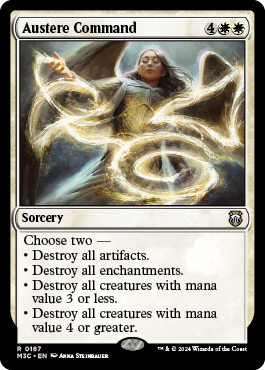 Austere Command 4
Sorcery
Choose two —
• Destroy all artifacts.
• Destroy all enchantments.
• Destroy all creatures with mana
value 3 or less.
• Destroy all creatures with mana
value 4 or greater.
R 0167
M3C • EN Anna Steinbauer
™ & © 2024 Wizards of the Coast